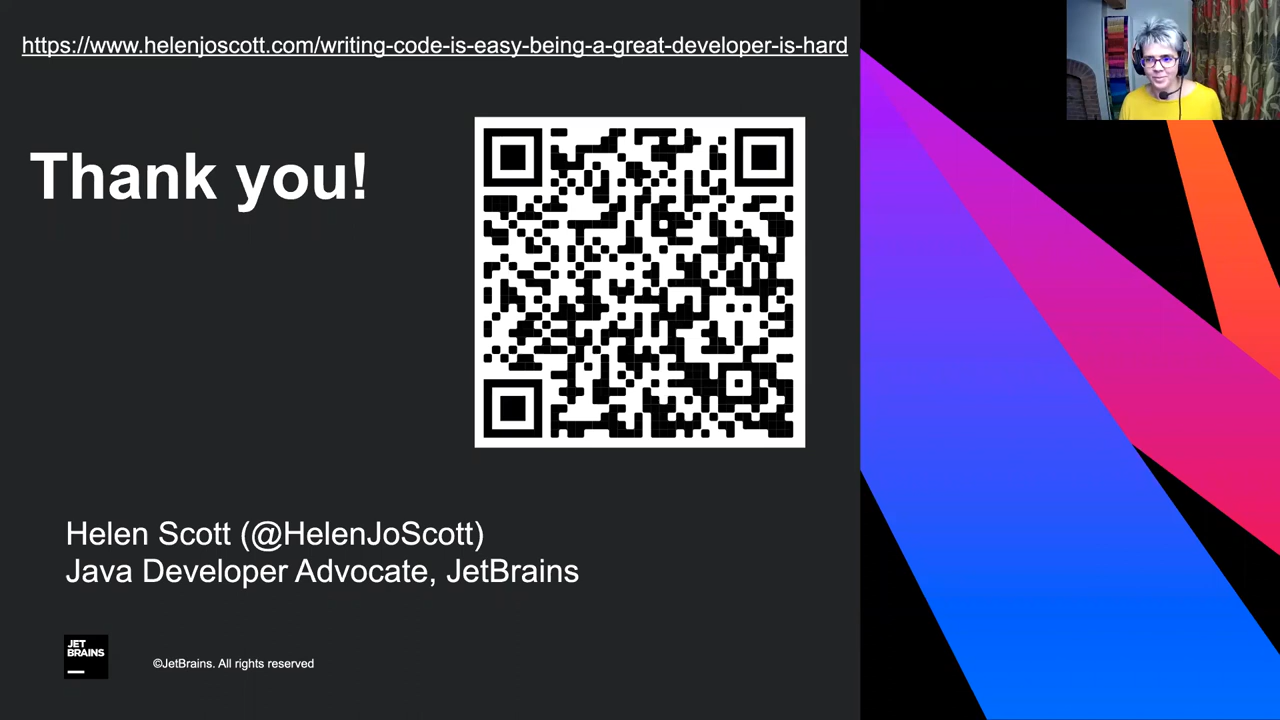 https://www.helenjoscott.com/writing-code-is-easy-being-a-great-developer-is-hard
Thank you!
Helen Scott (@HelenJoScott)
Java Developer Advocate, JetBrains
JET
BRAINS
©JetBrains. All rights reserved